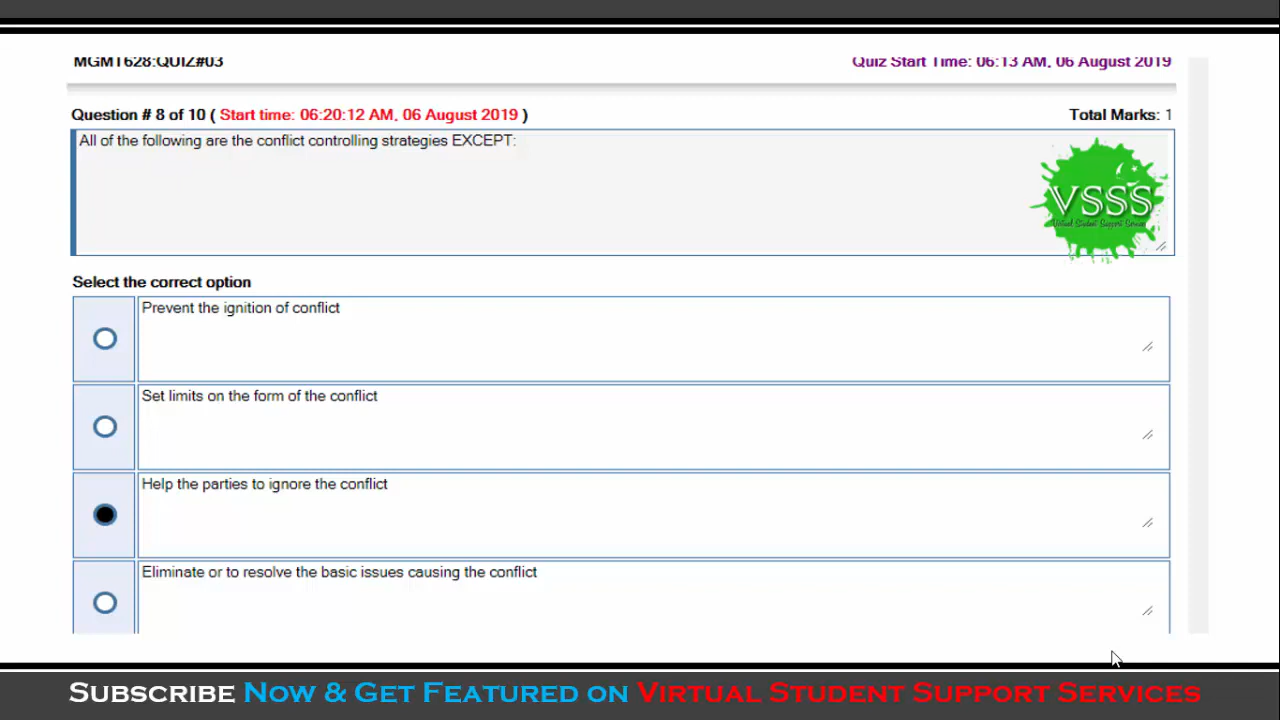 MGMT628:QUIZ#03 Quiz Start Time: 06:13 AM, 06 August 2019
Question # 8 of 10 ( Start time: 06:20:12 AM, 06 August 2019 ) Total Marks: 1
All of the following are the conflict controlling strategies EXCEPT:
VSSS
Virtual Student Support Services
Select the correct option
Prevent the ignition of conflict
Set limits on the form of the conflict
Help the parties to ignore the conflict
Eliminate or to resolve the basic issues causing the conflict
SUBSCRIBE NOW & GET FEATURED ON VIRTUAL STUDENT SUPPORT SERVICES